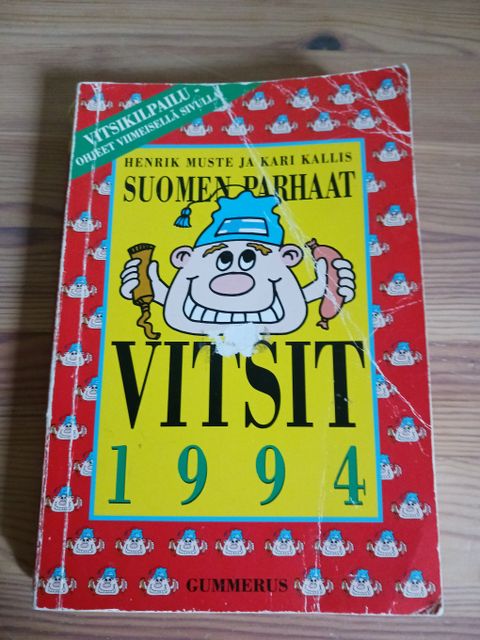 VITSIKILPAILU -
OHJEET VIIMEISELLÄ SIVULLA
HENRIK MUSTE JA KARI KALLIS
SUOMEN PARHAAT
VITSIT
1994
GUMMERUS